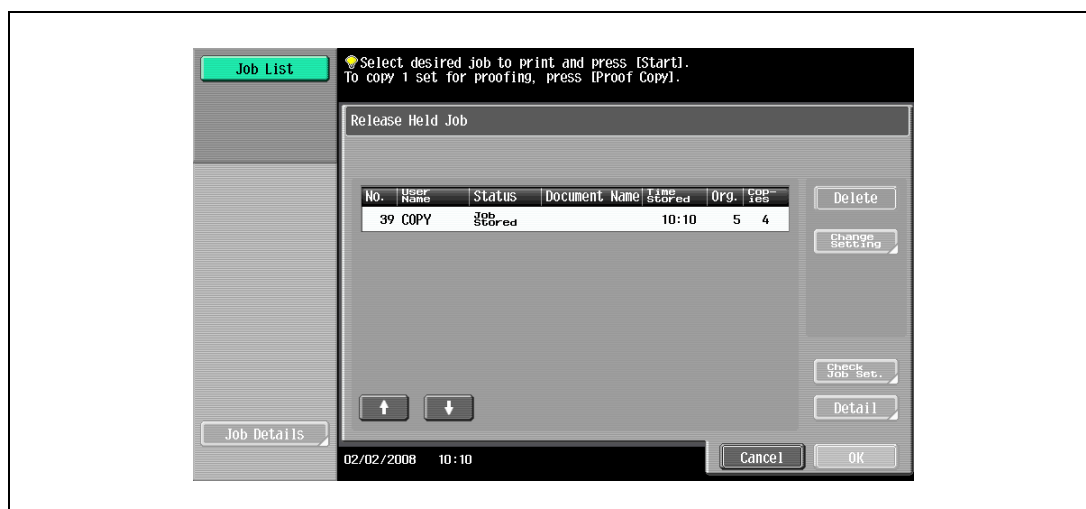 Job List
Select desired job to print and press [Start].
To copy 1 set for proofing, press [Proof Copy].
Release Held Job
No. User Name Status Document Name Time Stored Org. Cop-ies
39 COPY Job Stored 10:10 5 4
Delete
Change Setting
Check Job Set.
Detail
Job Details
02/02/2008 10:10
Cancel
OK